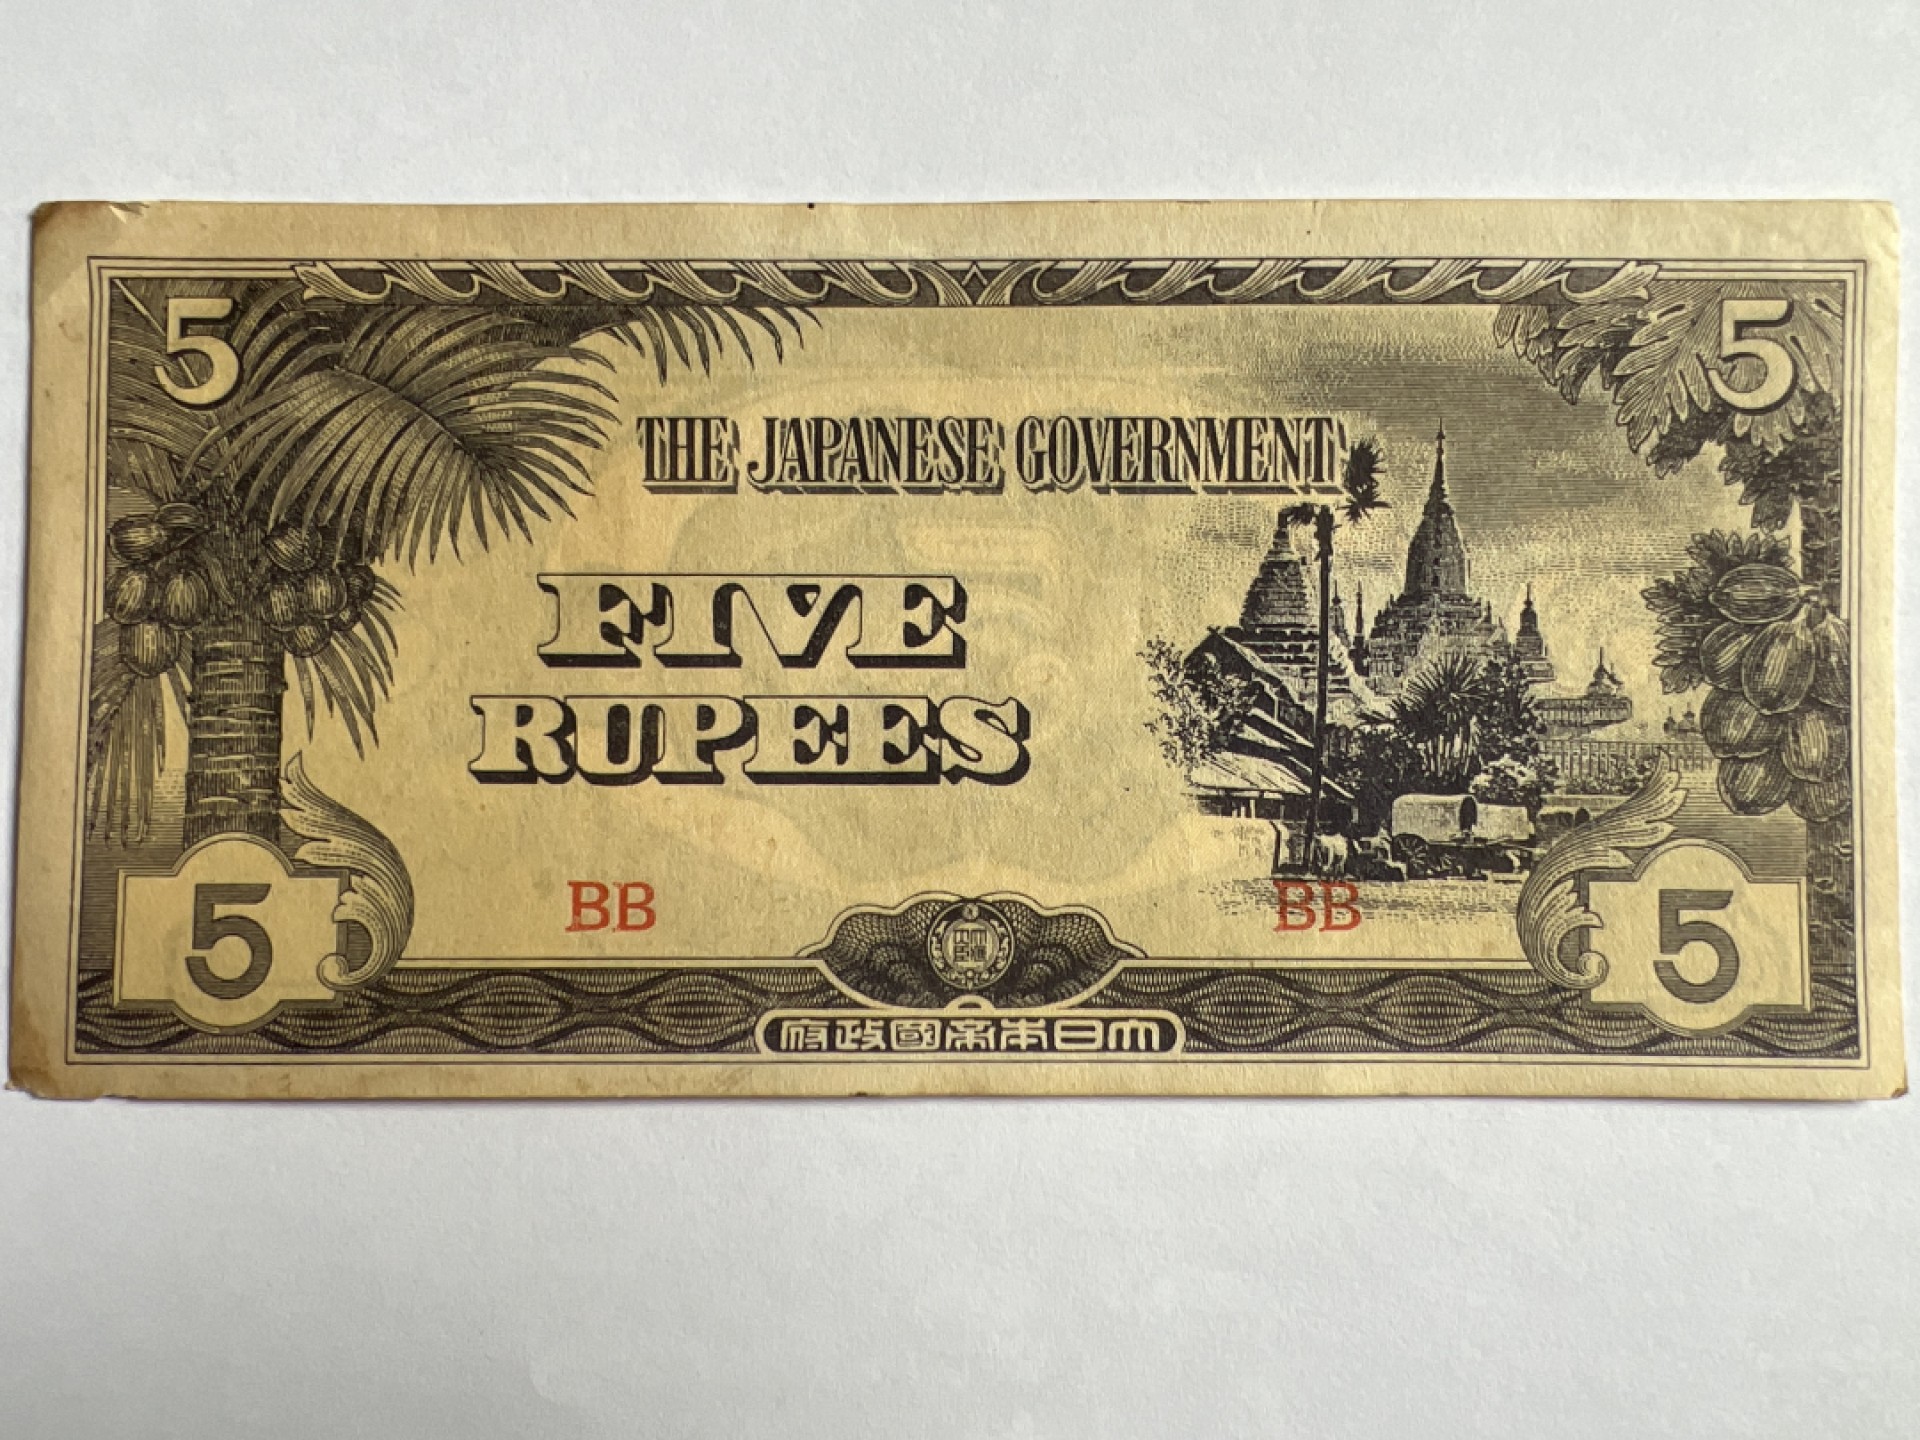 5 5
THE JAPANESE GOVERNMENT
FIVE
RUPEES
BB BB
5 5
府政國帝本日大